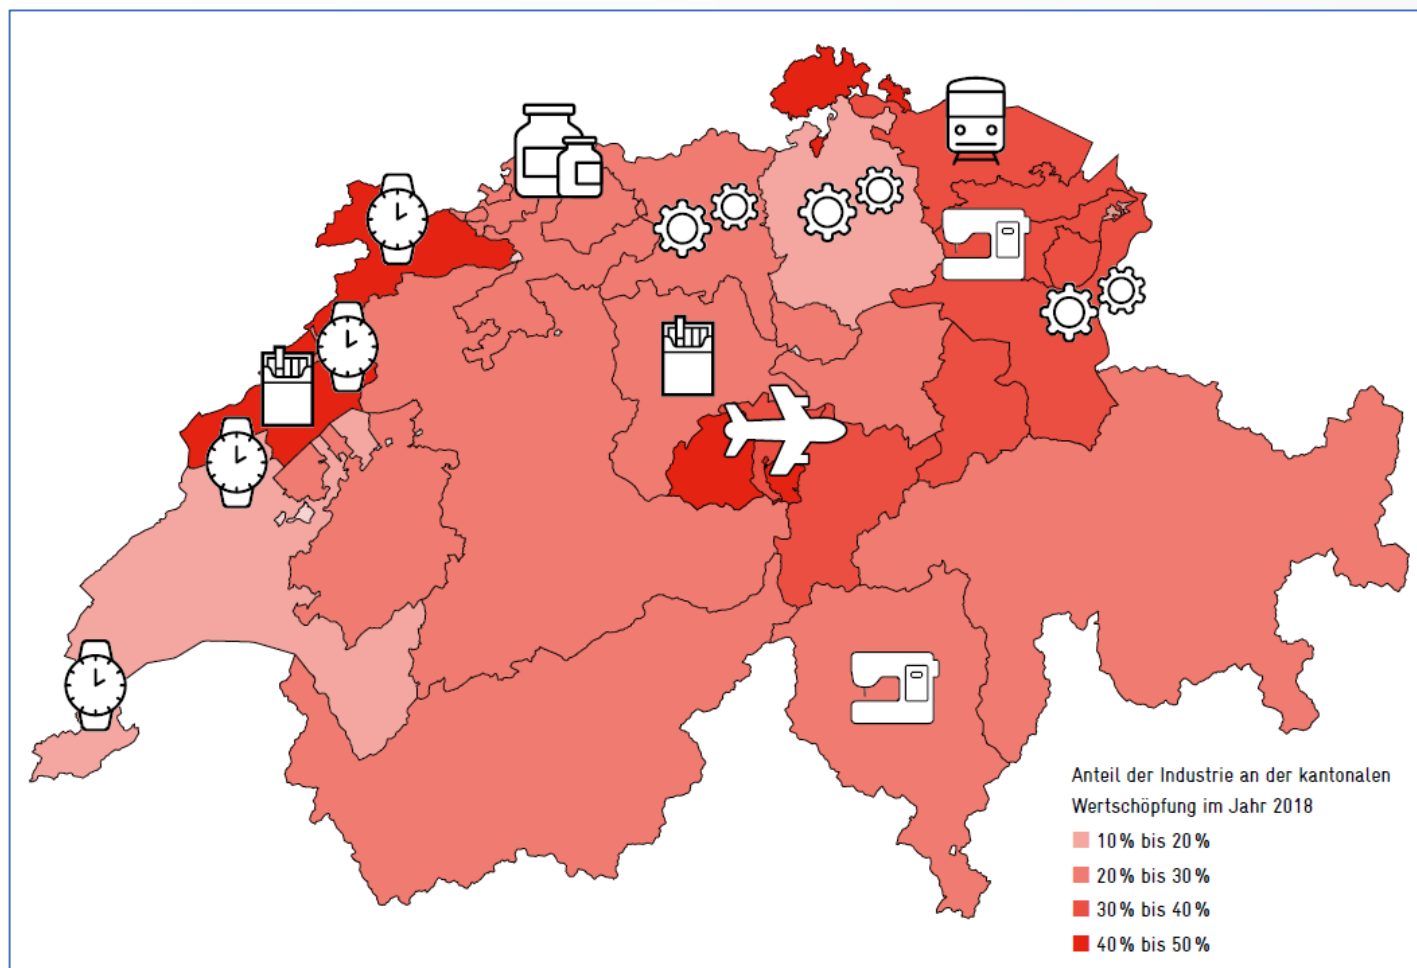 Anteil der Industrie an der kantonalen
Wertschöpfung im Jahr 2018
10 % bis 20 %
20 % bis 30 %
30 % bis 40 %
40 % bis 50 %